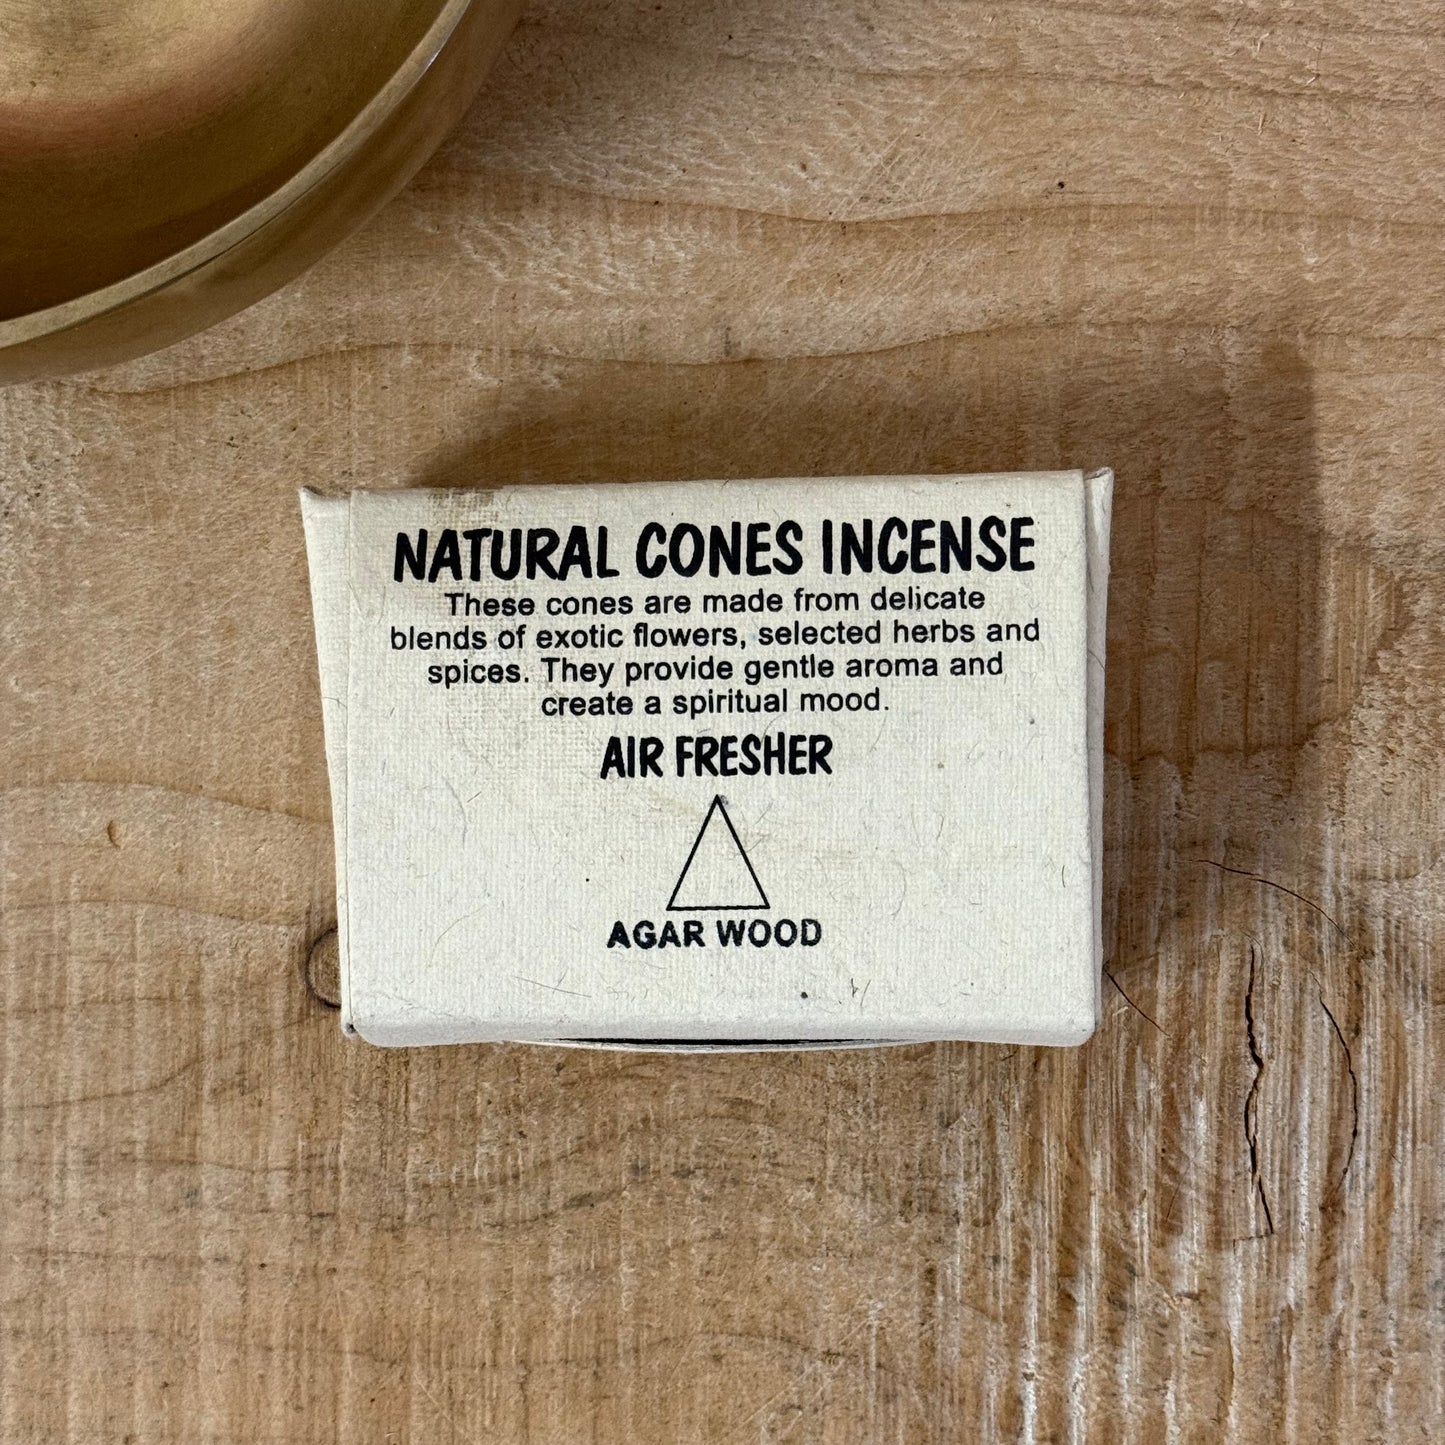 NATURAL CONES INCENSE
These cones are made from delicate
blends of exotic flowers, selected herbs and
spices. They provide gentle aroma and
create a spiritual mood.
AIR FRESHER
AGAR WOOD